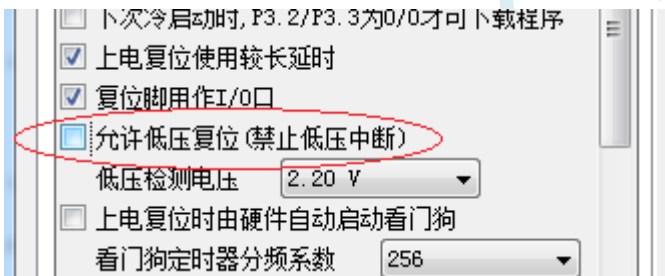 下次冷启动时,P3.2/P3.3为0/0才可下载程序
上电复位使用较长延时
复位脚用作I/O口
允许低压复位(禁止低压中断)
低压检测电压 2.20 V
上电复位时由硬件自动启动看门狗
看门狗定时器分频系数 256